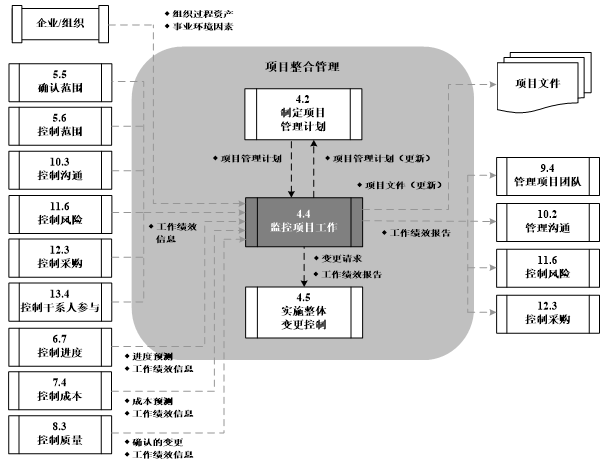 企业/组织
◆ 组织过程资产
◆ 事业环境因素
项目整合管理
项目文件
5.5
确认范围
5.6
控制范围
10.3
控制沟通
11.6
控制风险
12.3
控制采购
13.4
控制干系人参与
6.7
控制进度
7.4
控制成本
8.3
控制质量
4.2
制定项目
管理计划
◆ 项目管理计划
◆ 项目管理计划（更新）
◆ 项目文件（更新）
◆ 工作绩效
信息
4.4
监控项目工作
◆ 工作绩效报告
◆ 变更请求
◆ 工作绩效报告
4.5
实施整体
变更控制
◆ 进度预测
◆ 工作绩效信息
◆ 成本预测
◆ 工作绩效信息
◆ 确认的变更
◆ 工作绩效信息
9.4
管理项目团队
10.2
管理沟通
11.6
控制风险
12.3
控制采购